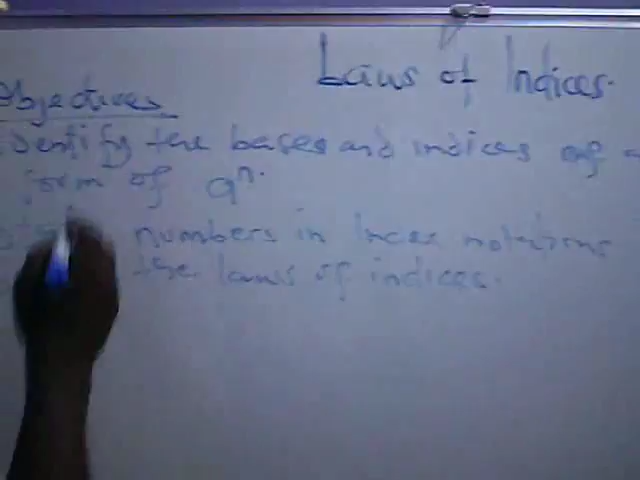 Laws of Indices.
Objectives
identify the bases and indices of a
form of aⁿ.
numbers in Index notations
the laws of indices.